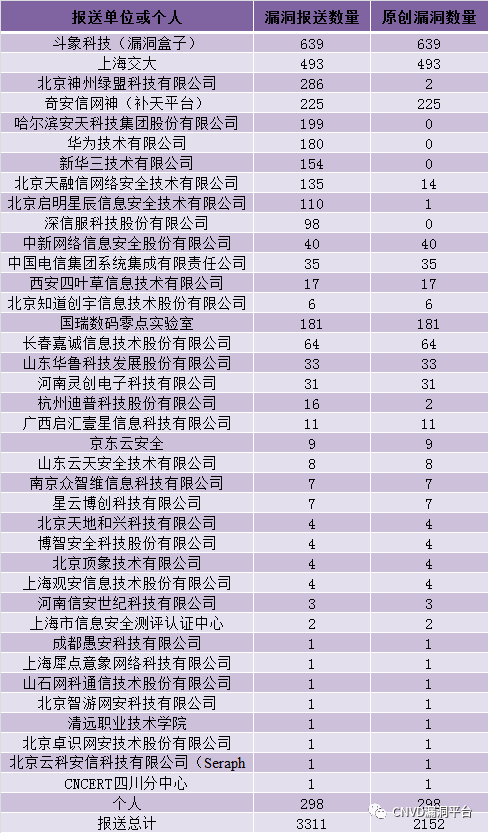 报送单位或个人 漏洞报送数量 原创漏洞数量
斗象科技（漏洞盒子） 639 639
上海交大 493 493
北京神州绿盟科技有限公司 286 2
奇安信网神（补天平台） 225 225
哈尔滨安天科技集团股份有限公司 199 0
华为技术有限公司 180 0
新华三技术有限公司 154 0
北京天融信网络安全技术有限公司 135 14
北京启明星辰信息安全技术有限公司 110 1
深信服科技股份有限公司 98 0
中新网络信息安全股份有限公司 40 40
中国电信集团系统集成有限责任公司 35 35
西安四叶草信息技术有限公司 17 17
北京知道创宇信息技术股份有限公司 6 6
国瑞数码零点实验室 181 181
长春嘉诚信息技术股份有限公司 64 64
山东华鲁科技发展股份有限公司 33 33
河南灵创电子科技有限公司 31 31
杭州迪普科技股份有限公司 16 2
广西启汇壹星信息科技有限公司 11 11
京东云安全 9 9
山东云天安全技术有限公司 8 8
南京众智维信息科技有限公司 7 7
星云博创科技有限公司 7 7
北京天地和兴科技有限公司 4 4
博智安全科技股份有限公司 4 4
北京顶象技术有限公司 4 4
上海观安信息技术股份有限公司 4 4
河南信安世纪科技有限公司 3 3
上海市信息安全测评认证中心 2 2
成都愚安科技有限公司 1 1
上海犀点意象网络科技有限公司 1 1
山石网科通信技术股份有限公司 1 1
北京智游网安科技有限公司 1 1
清远职业技术学院 1 1
北京卓识网安技术股份有限公司 1 1
北京云科安信科技有限公司（Seraph 1 1
CNCERT四川分中心 1 1
个人 298 298
报送总计 3311 2152
CNVD漏洞平台